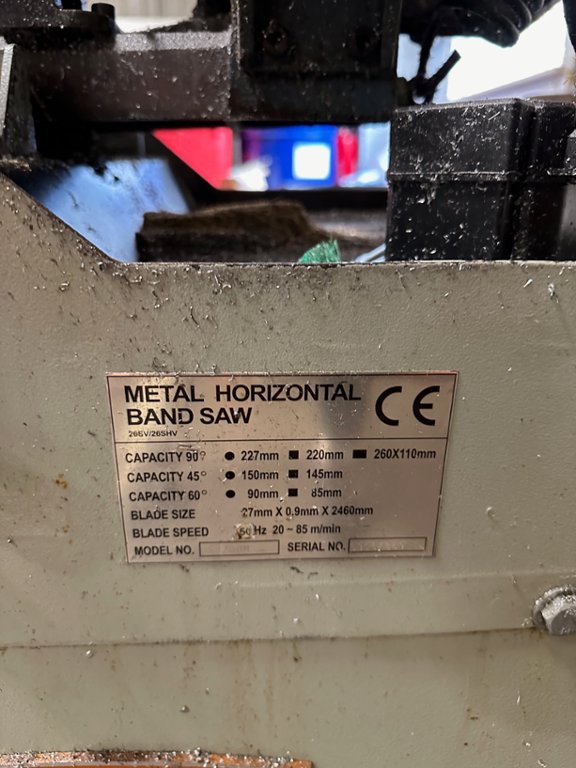 METAL HORIZONTAL
BAND SAW
CE
CAPACITY 90° ● 227mm ■ 220mm ▬ 260X110mm
CAPACITY 45° ● 150mm ■ 145mm
CAPACITY 60° ● 90mm ■ 85mm
BLADE SIZE 27mm X 0.9mm X 2460mm
BLADE SPEED Hz 20 ~ 85 m/min
MODEL NO. SERIAL NO.